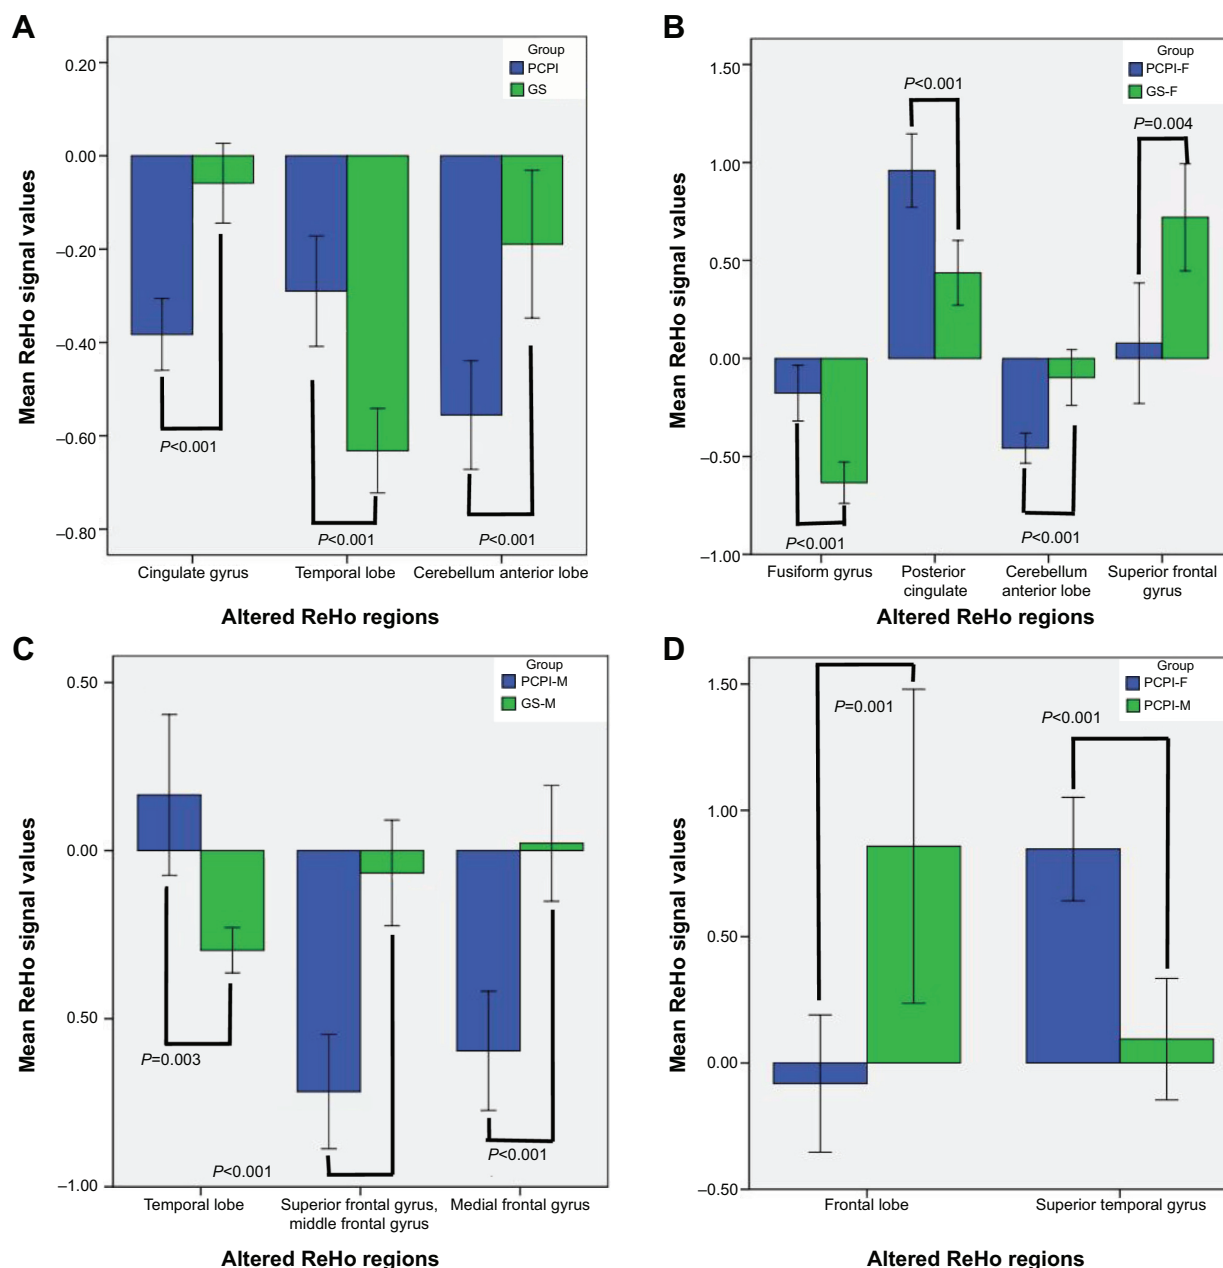 A
Mean ReHo signal values
0.20
0.00
–0.20
–0.40
–0.60
–0.80
Group
PCPI
GS
P<0.001
P<0.001
P<0.001
Cingulate gyrus
Temporal lobe
Cerebellum anterior lobe
Altered ReHo regions
B
Mean ReHo signal values
1.50
1.00
0.50
0.00
–0.50
–1.00
Group
PCPI-F
GS-F
P<0.001
P=0.004
P<0.001
P<0.001
Fusiform gyrus
Posterior
cingulate
Cerebellum
anterior lobe
Superior frontal
gyrus
Altered ReHo regions
C
Mean ReHo signal values
0.50
0.00
0.50
–1.00
Group
PCPI-M
GS-M
P=0.003
P<0.001
P<0.001
Temporal lobe
Superior frontal gyrus,
middle frontal gyrus
Medial frontal gyrus
Altered ReHo regions
D
Mean ReHo signal values
1.50
1.00
0.50
0.00
–0.50
Group
PCPI-F
PCPI-M
P=0.001
P<0.001
Frontal lobe
Superior temporal gyrus
Altered ReHo regions